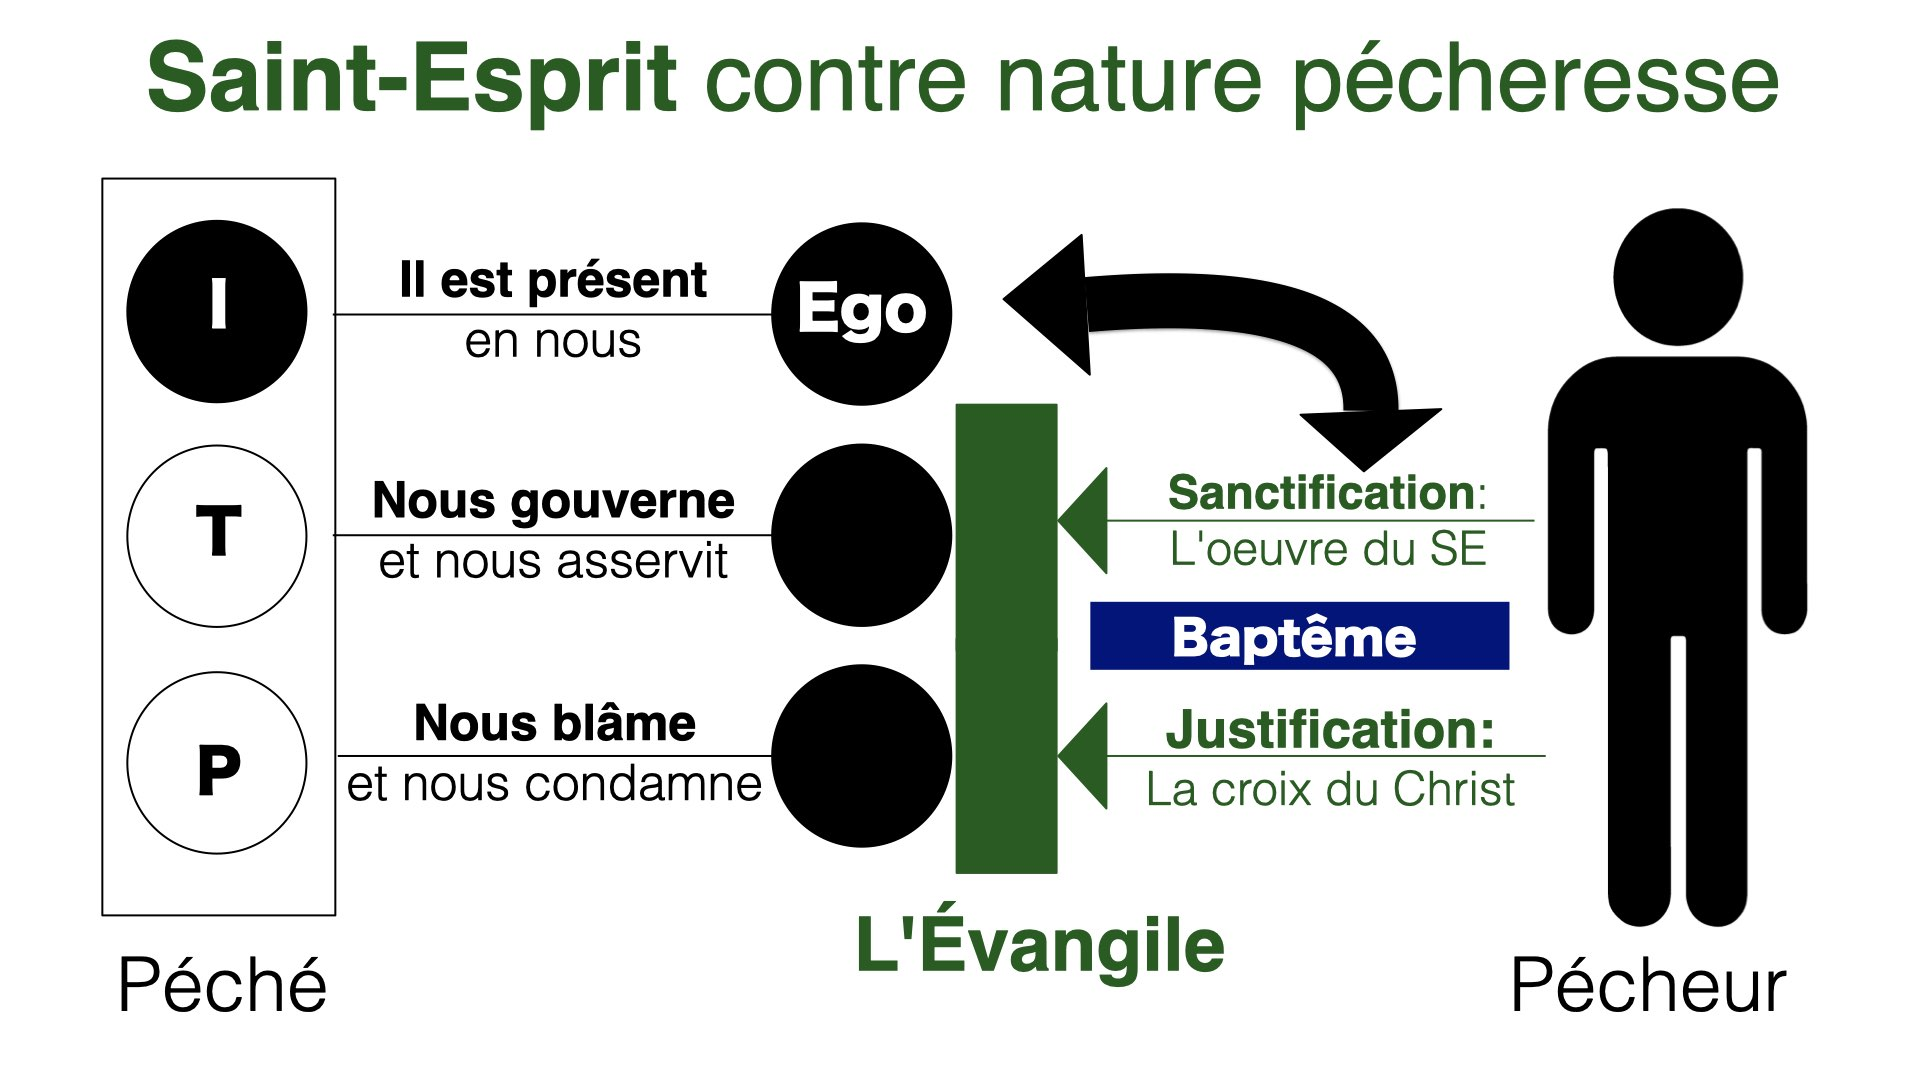 Saint-Esprit contre nature pécheresse
I
Il est présent
en nous
Ego
T
Nous gouverne
et nous asservit
Sanctification:
L'oeuvre du SE
Baptême
P
Nous blâme
et nous condamne
Justification:
La croix du Christ
L'Évangile
Péché
Pécheur